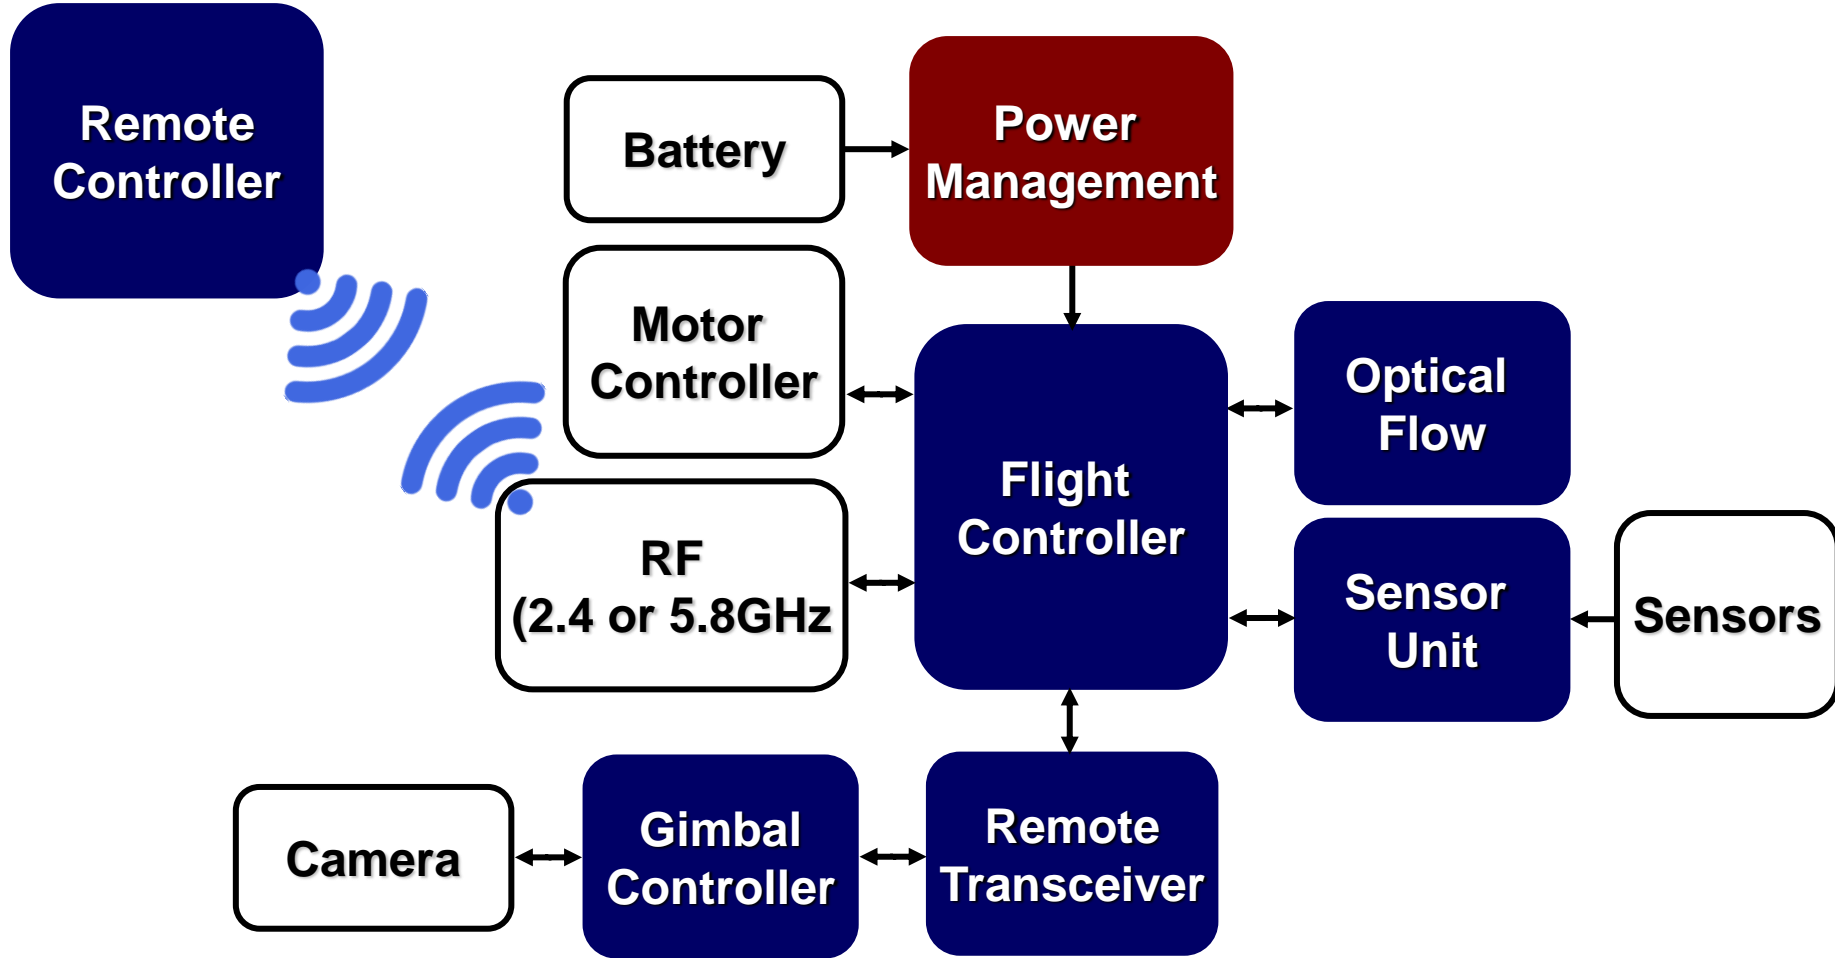 Remote
Controller
Battery
Power
Management
Motor
Controller
Optical
Flow
Flight
Controller
RF
(2.4 or 5.8GHz
Sensor
Unit
Sensors
Camera
Gimbal
Controller
Remote
Transceiver